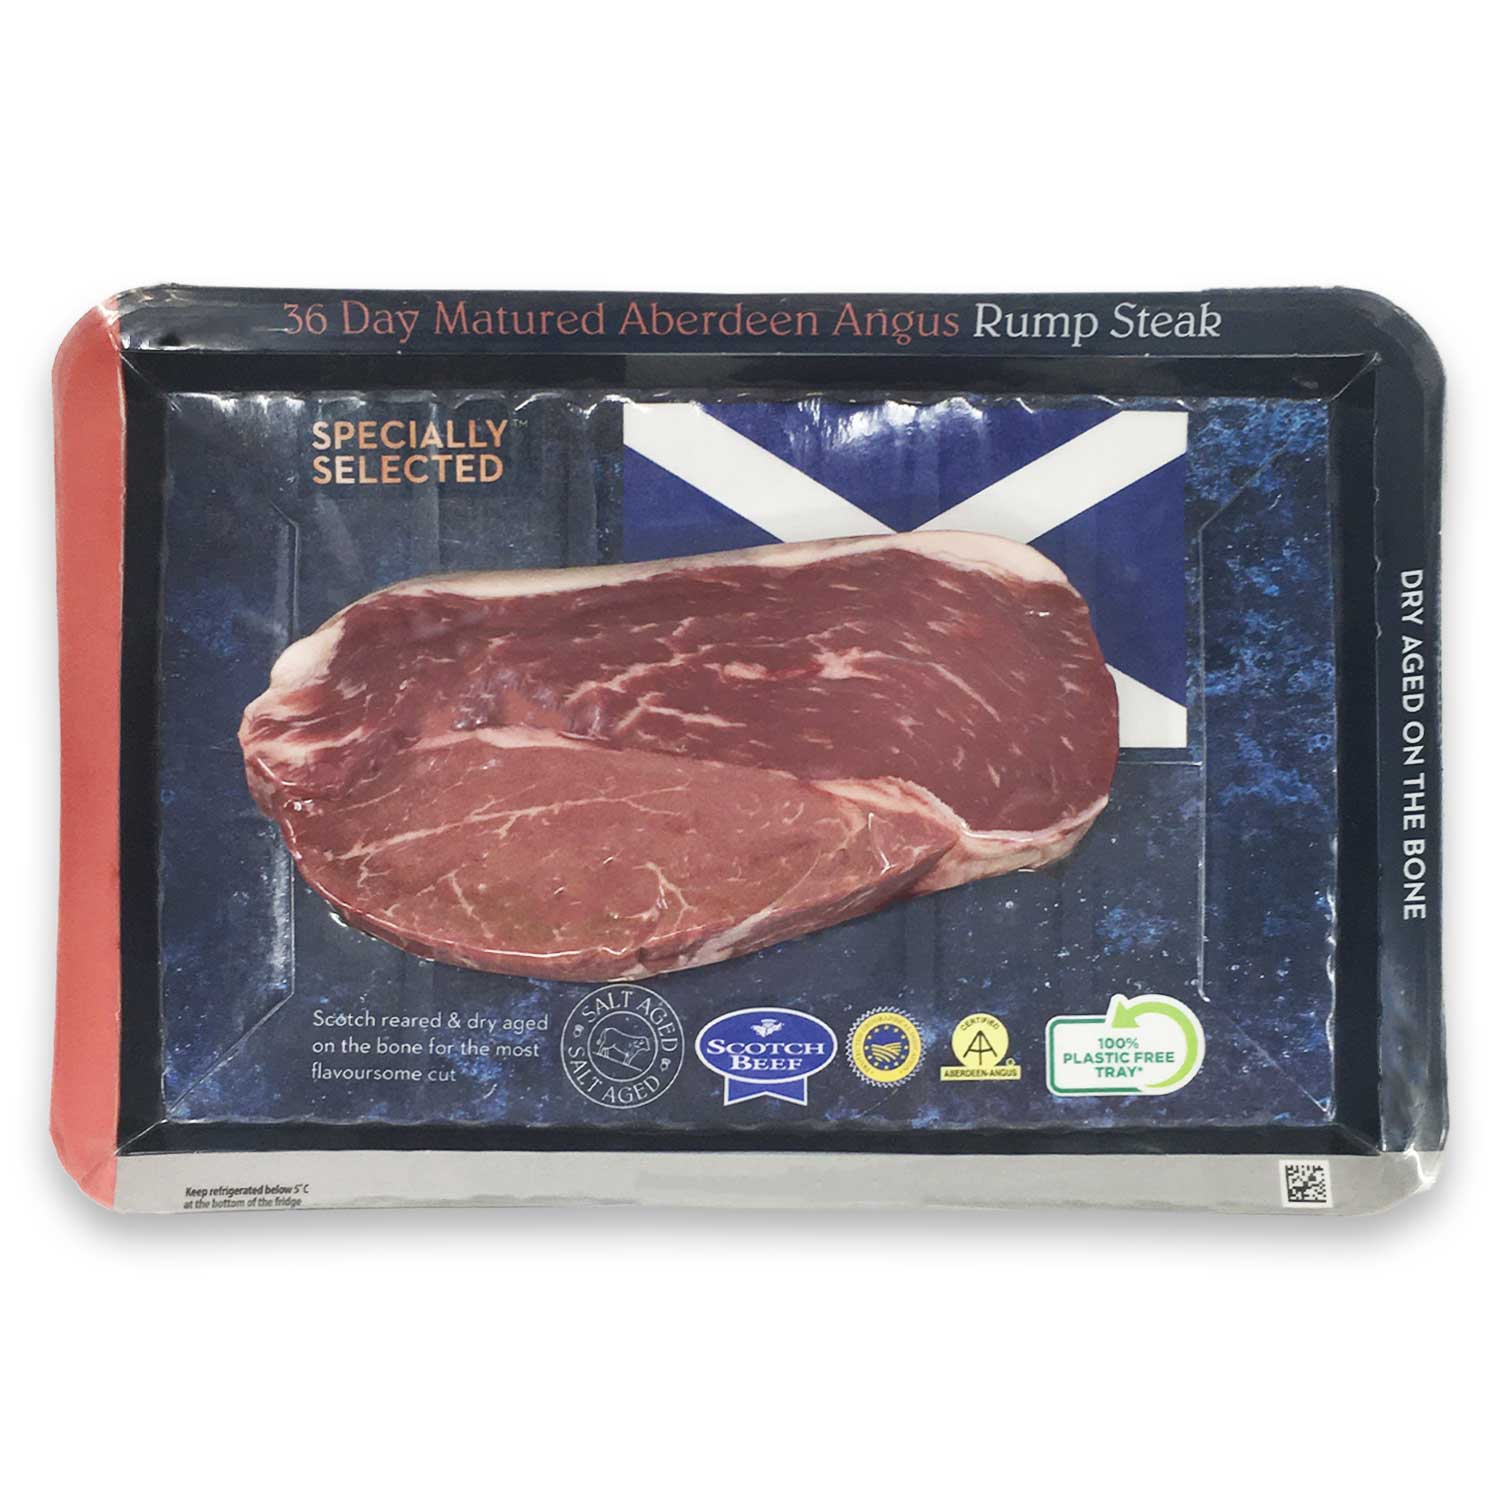 36 Day Matured Aberdeen Angus Rump Steak
SPECIALLY™
SELECTED
DRY AGED ON THE BONE
Scotch reared & dry aged
on the bone for the most
flavoursome cut
SALT AGED
SALT AGED
SCOTCH
BEEF
CERTIFIED
ABERDEEN-ANGUS
100%
PLASTIC FREE
TRAY*
Keep refrigerated below 5°C
at the bottom of the fridge